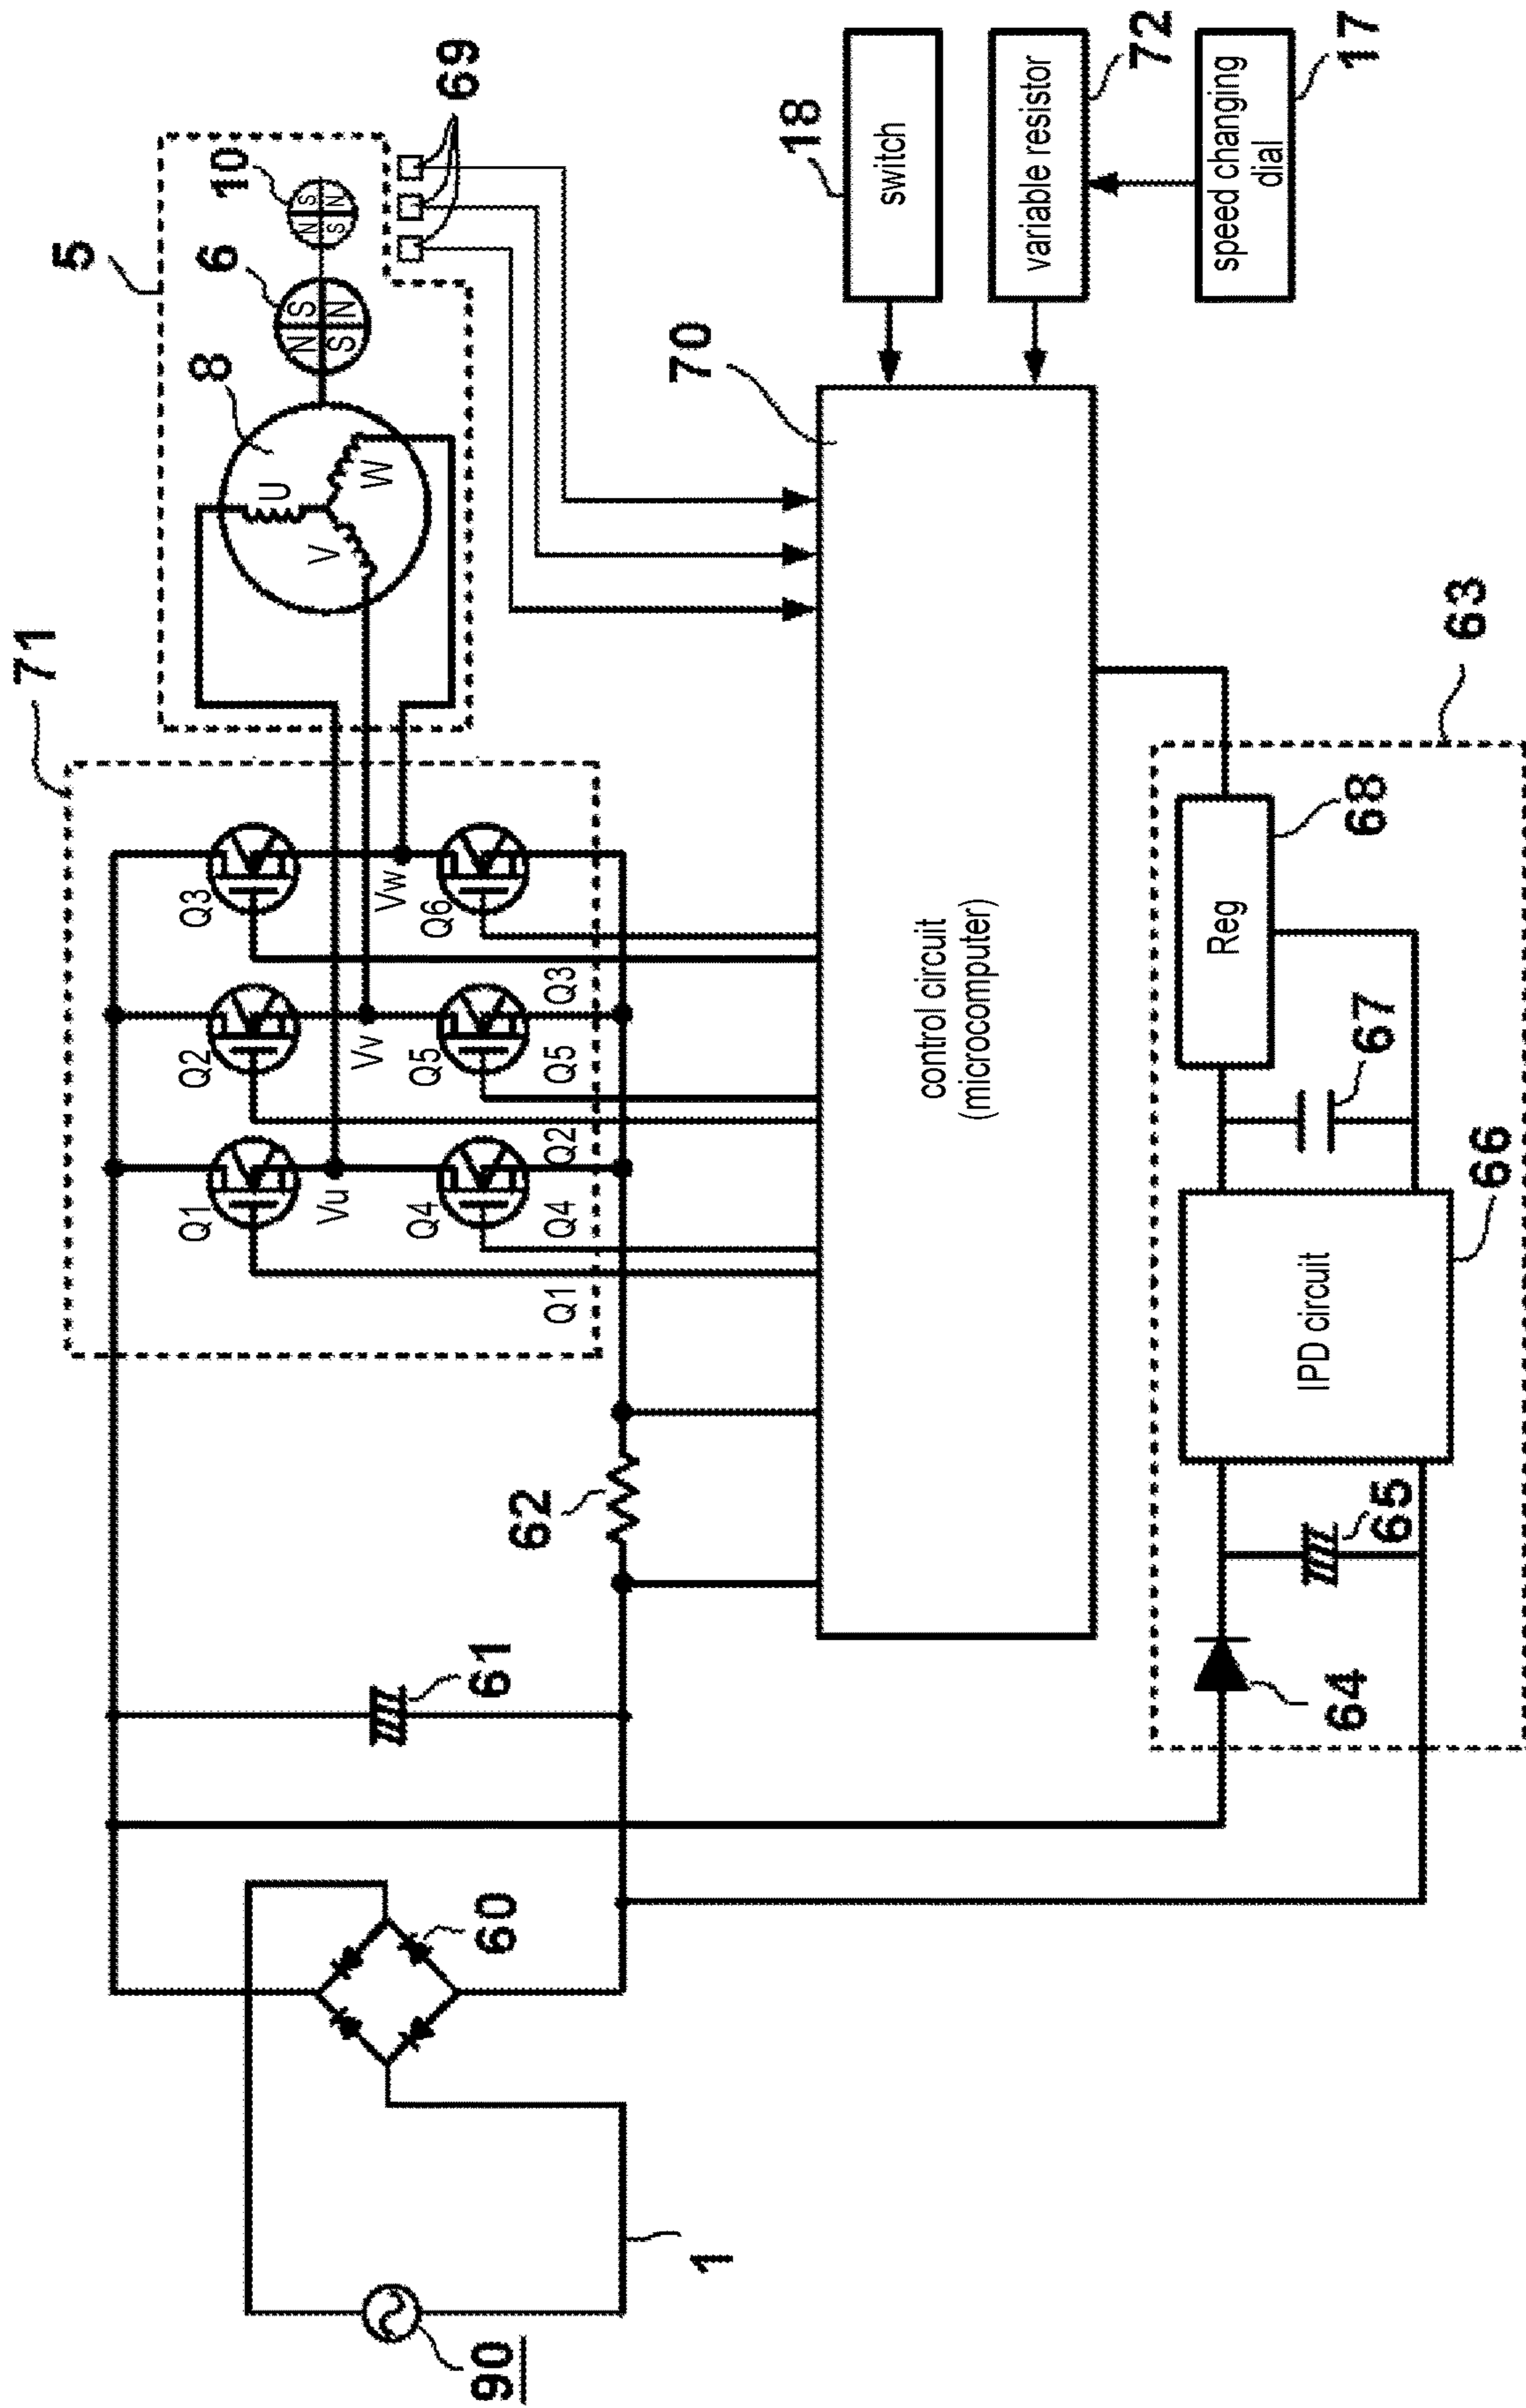 71
5
10
6
8
69
N
S
S
N
N
S
S
N
U
V
W
Q1
Q2
Q3
Vu
Vv
Vw
Q4
Q5
Q6
Q1
Q4
Q2
Q5
Q3
62
61
60
90
1
70
control circuit
(microcomputer)
18
switch
variable resistor
72
speed changing
dial
17
63
64
65
IPD circuit
66
67
Reg
68